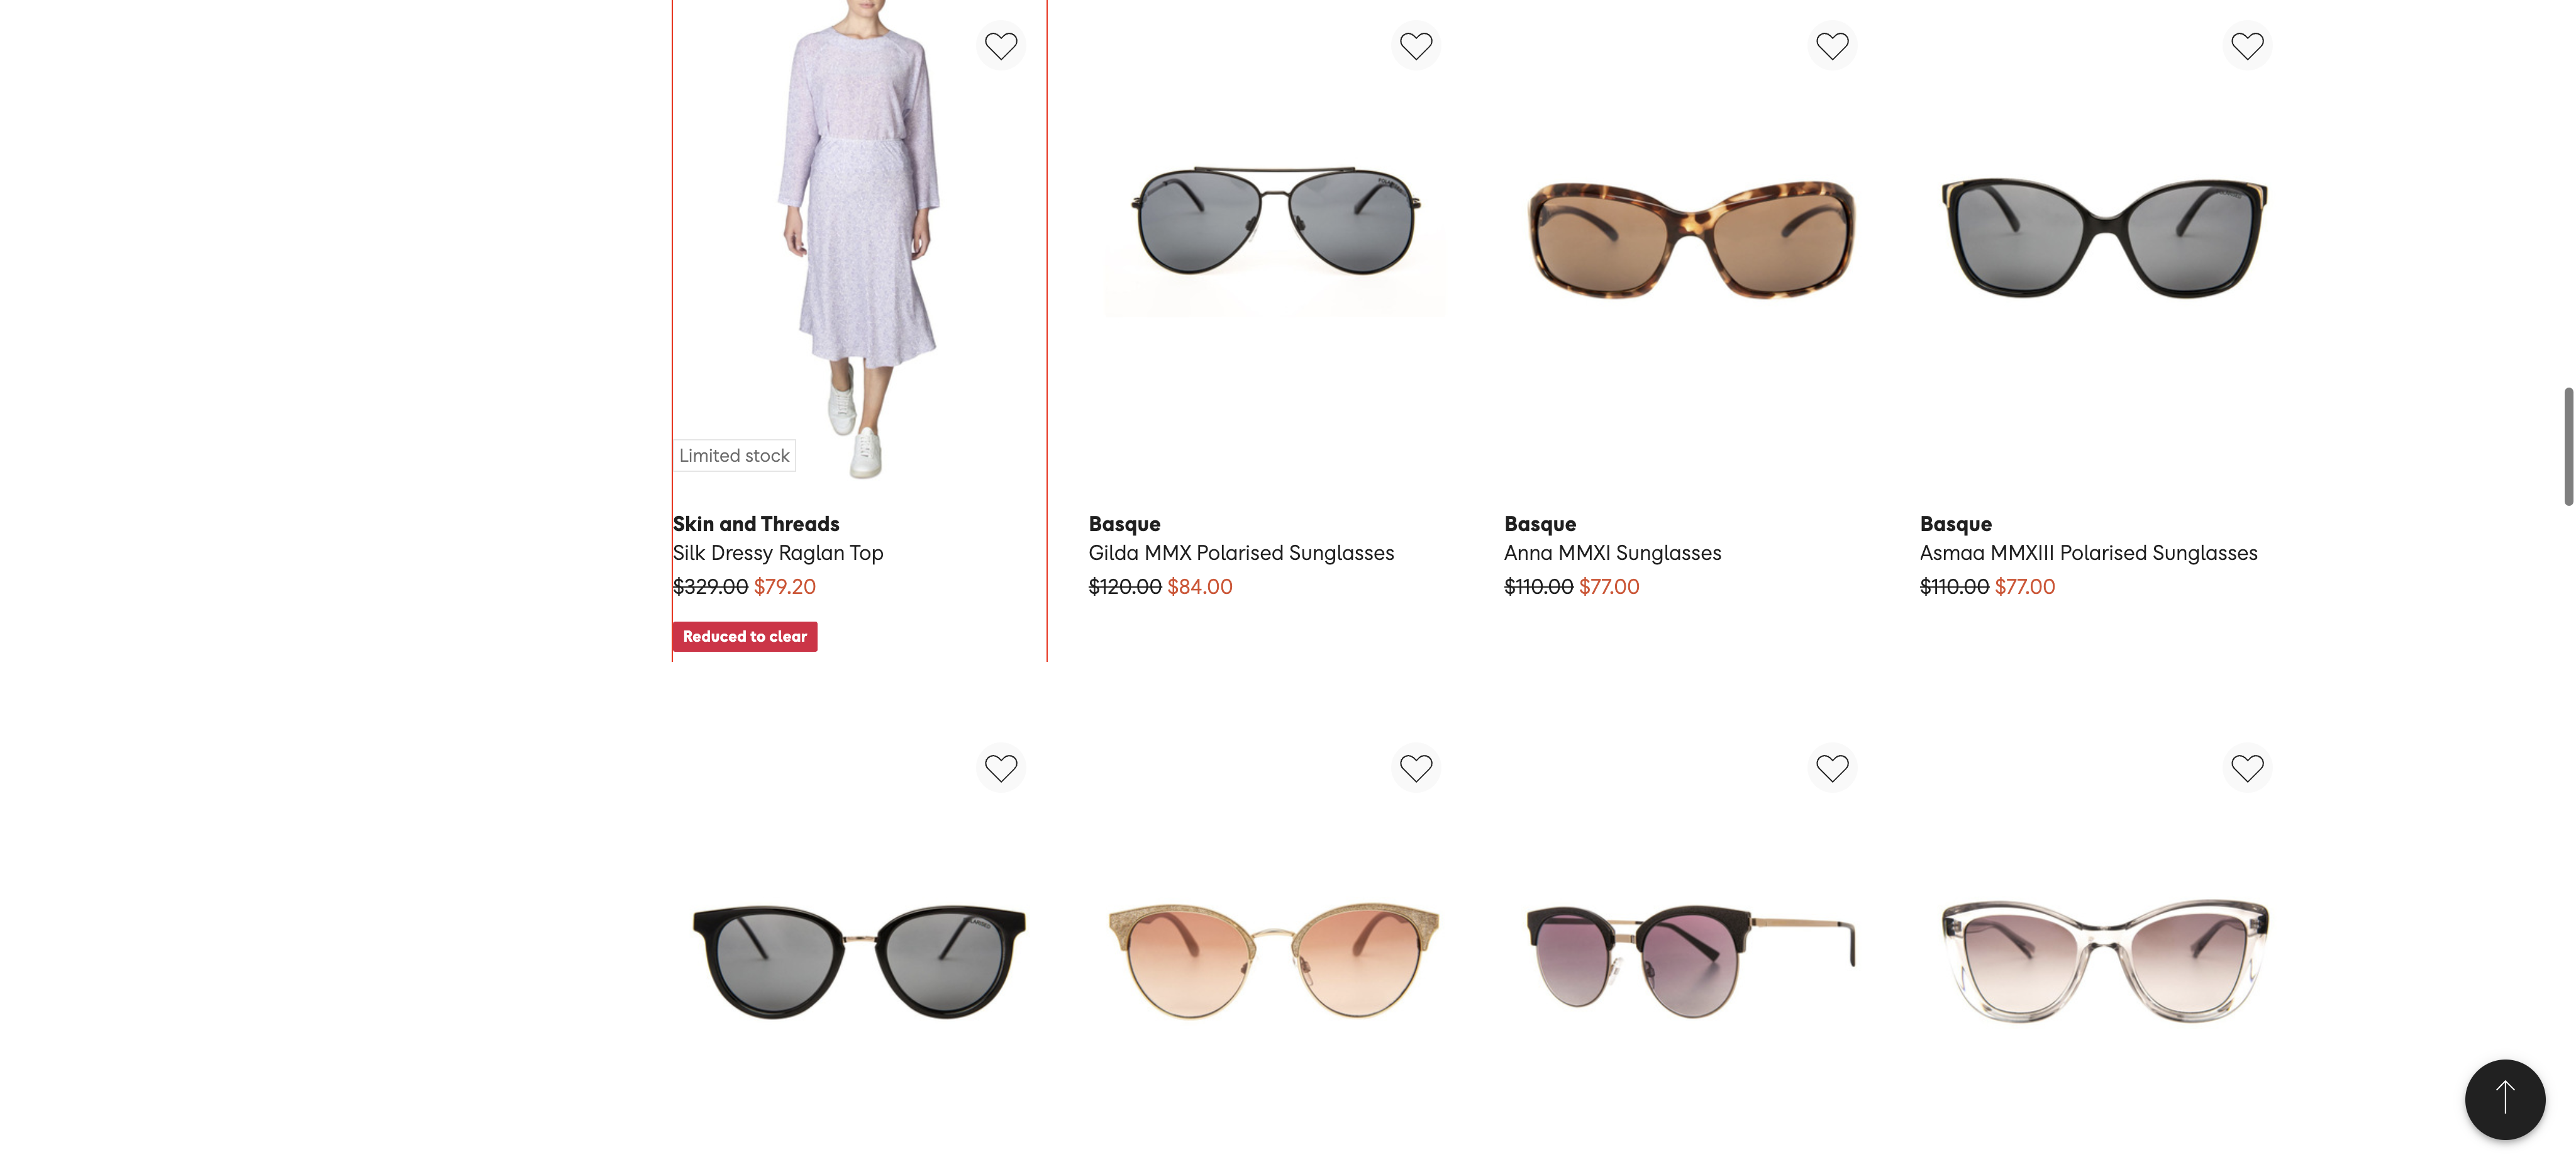 Limited stock
Skin and Threads
Silk Dressy Raglan Top
$329.00 $79.20
Reduced to clear
Basque
Gilda MMX Polarised Sunglasses
$120.00 $84.00
Basque
Anna MMXI Sunglasses
$110.00 $77.00
Basque
Asmaa MMXIII Polarised Sunglasses
$110.00 $77.00